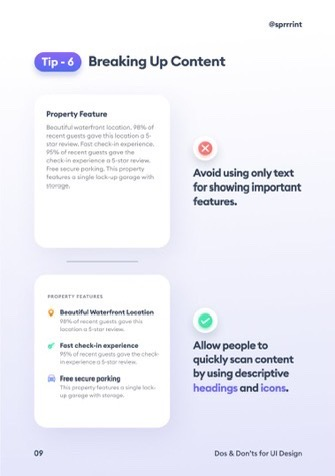 @sprrrint
Tip - 6 Breaking Up Content
Property Feature
Beautiful waterfront location, 98% of
recent guests gave this location a 5-
star review. Fast check-in experience.
95% of recent guests gave the
check-in experience a 5-star review.
Free secure parking. This property
features a single lock-up garage with
storage.
Avoid using only text
for showing important
features.
PROPERTY FEATURES
Beautiful Waterfront Location
98% of recent guests gave this
location a 5-star review.
Fast check-in experience
95% of recent guests gave the check-
in experience a 5-star review.
Free secure parking
This property features a single lock-
up garage with storage.
Allow people to
quickly scan content
by using descriptive
headings and icons.
09
Dos & Don'ts for UI Design